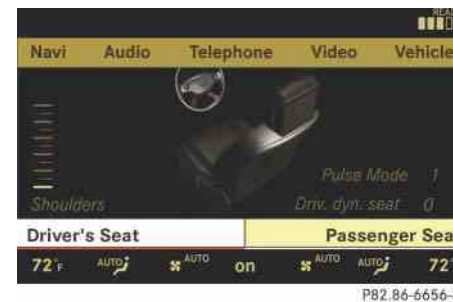 REAR
Navi Audio Telephone Video Vehicle
Pulse Mode 1
Shoulders Driv. dyn. seat 0
Driver's Seat Passenger Sea
72°F AUTO AUTO on AUTO AUTO 72°
P82.86-6656-